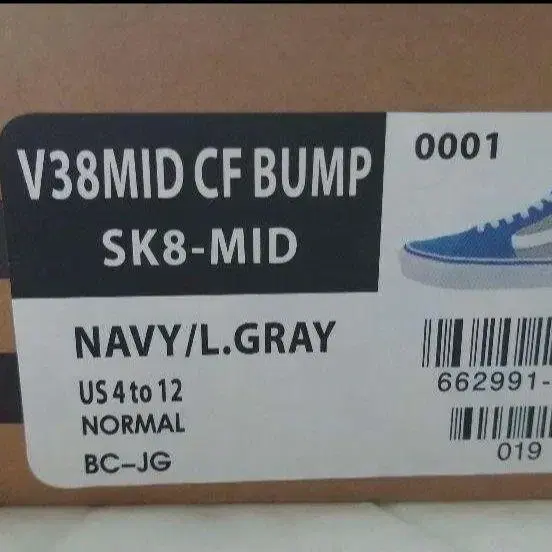 V38MID CF BUMP
SK8-MID
0001
NAVY/L.GRAY
US 4 to 12
NORMAL
BC-JG
662991-
019